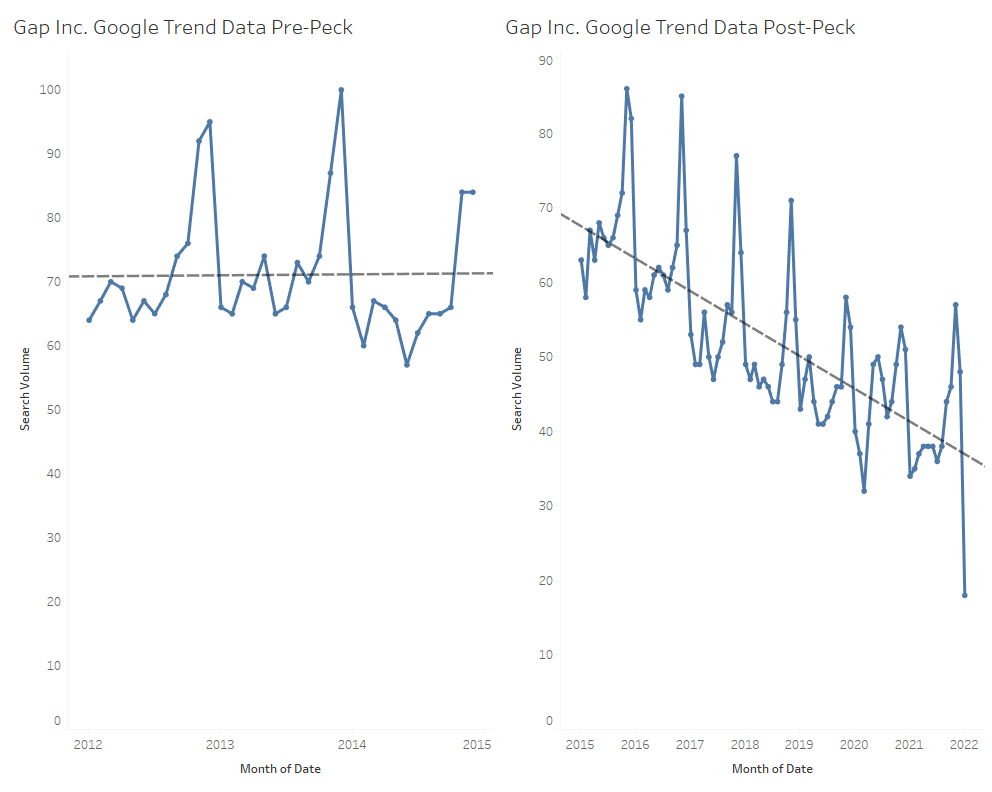 Gap Inc. Google Trend Data Pre-Peck
100
90
80
70
60
50
40
30
20
10
0
Search Volume
2012 2013 2014 2015
Month of Date
Gap Inc. Google Trend Data Post-Peck
90
80
70
60
50
40
30
20
10
0
Search Volume
2015 2016 2017 2018 2019 2020 2021 2022
Month of Date